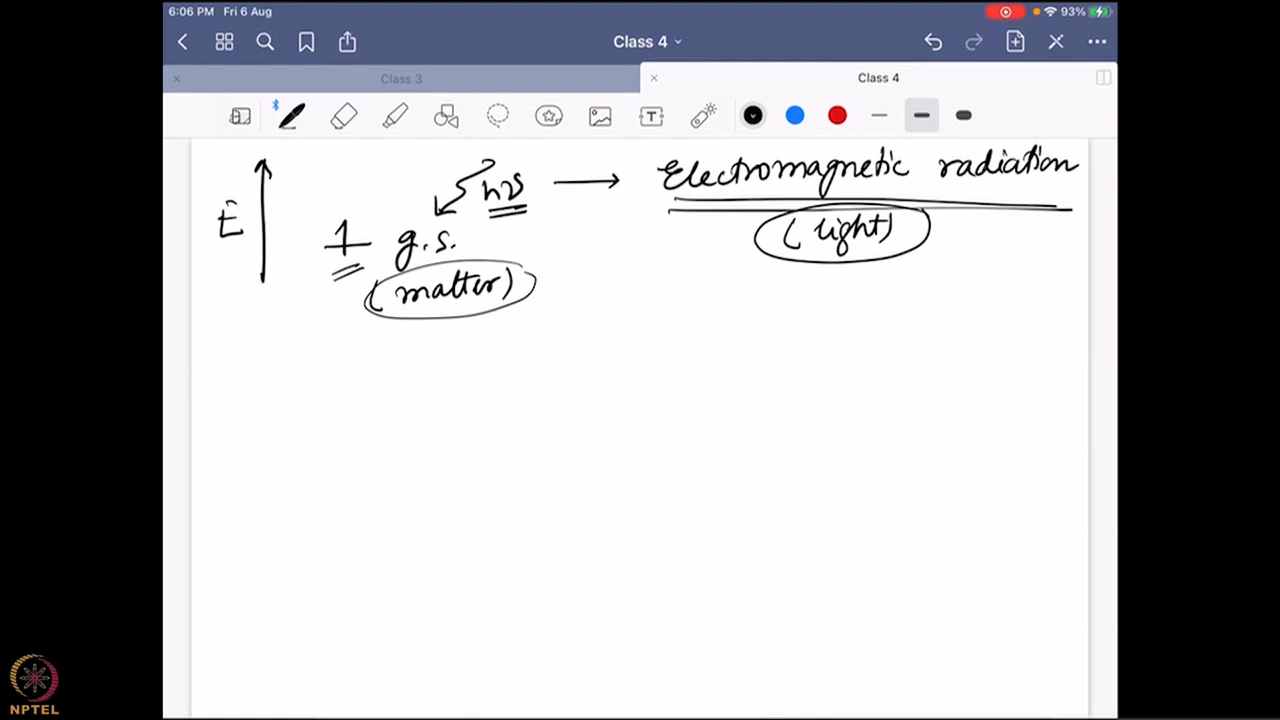 6:06 PM Fri 6 Aug
93%
Class 4
Class 3
Class 4
T
E
hν → Electromagnetic radiation
(light)
1 g.s.
(matter)
NPTEL